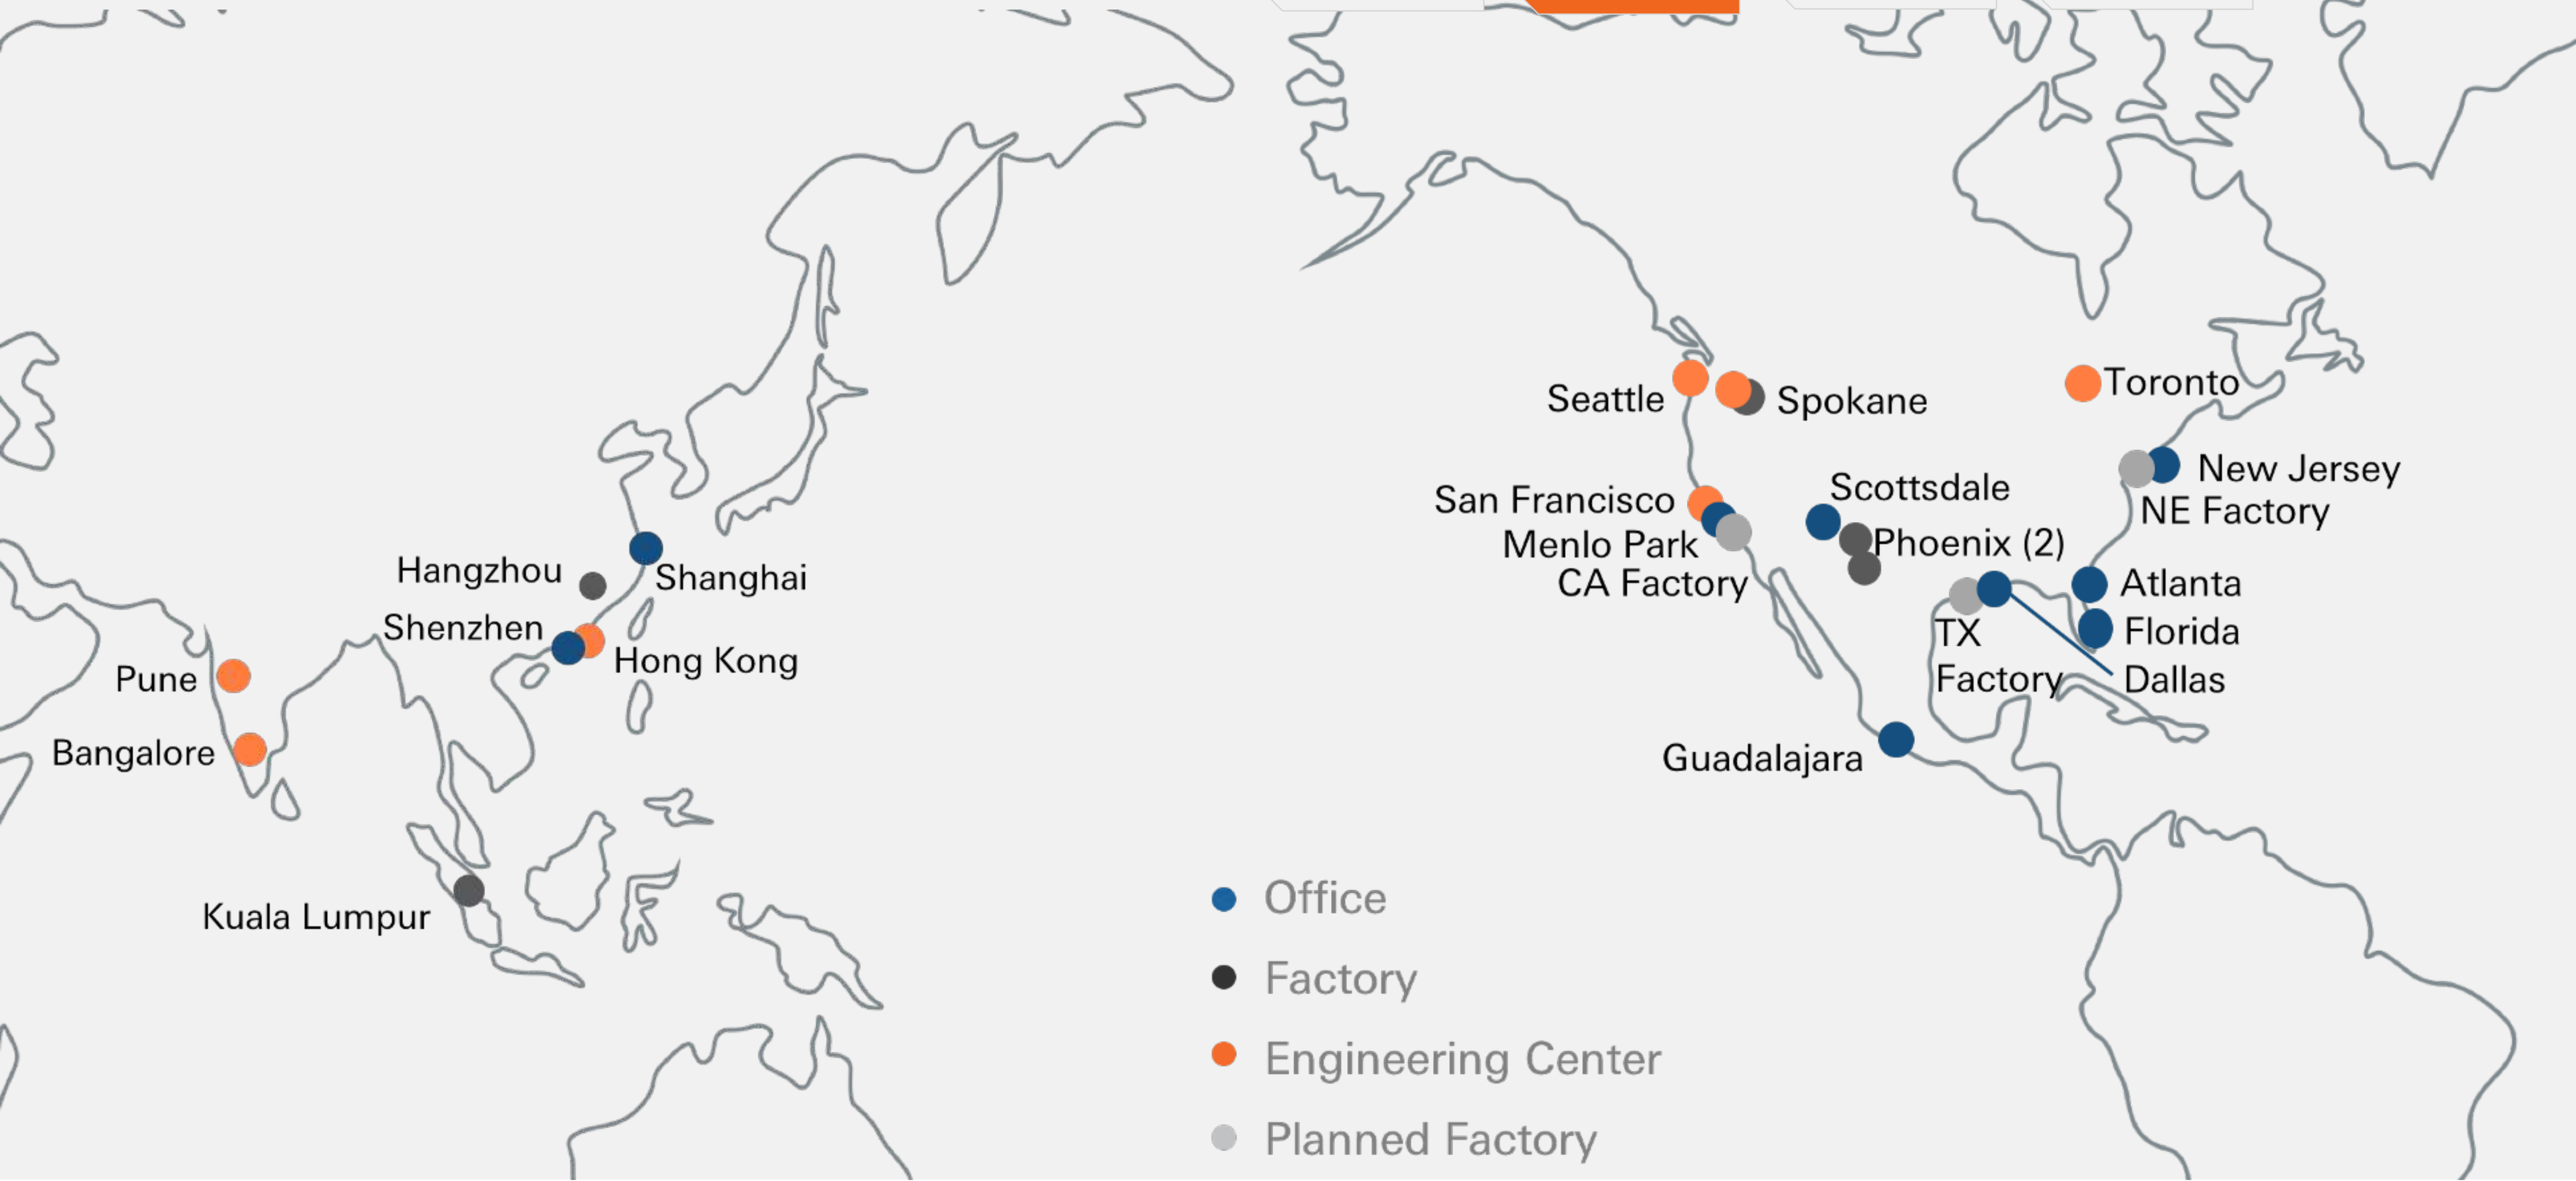 Seattle
Spokane
Toronto
San Francisco
Menlo Park
CA Factory
Scottsdale
Phoenix (2)
New Jersey
NE Factory
Atlanta
Florida
Dallas
TX
Factory
Guadalajara
Hangzhou
Shanghai
Shenzhen
Hong Kong
Pune
Bangalore
Kuala Lumpur
Office
Factory
Engineering Center
Planned Factory